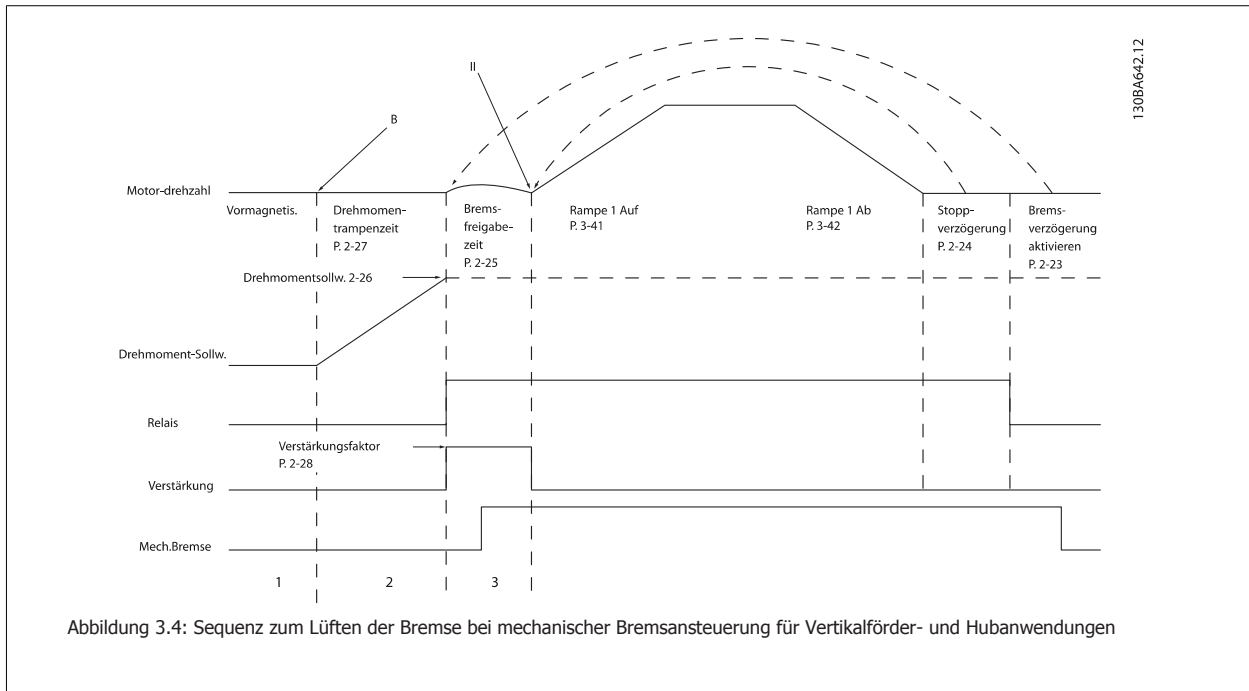 130BA642.12
II
B
Motor-drehzahl
Vormagnetis.
Drehmomen-
trampenzeit
P. 2-27
Brems-
freigabe-
zeit
P. 2-25
Rampe 1 Auf
P. 3-41
Rampe 1 Ab
P. 3-42
Stopp-
verzögerung
P. 2-24
Brems-
verzögerung
aktivieren
P. 2-23
Drehmomentsollw. 2-26
Drehmoment-Sollw.
Relais
Verstärkungsfaktor
P. 2-28
Verstärkung
Mech.Bremse
1
2
3
Abbildung 3.4: Sequenz zum Lüften der Bremse bei mechanischer Bremsansteuerung für Vertikalförder- und Hubanwendungen